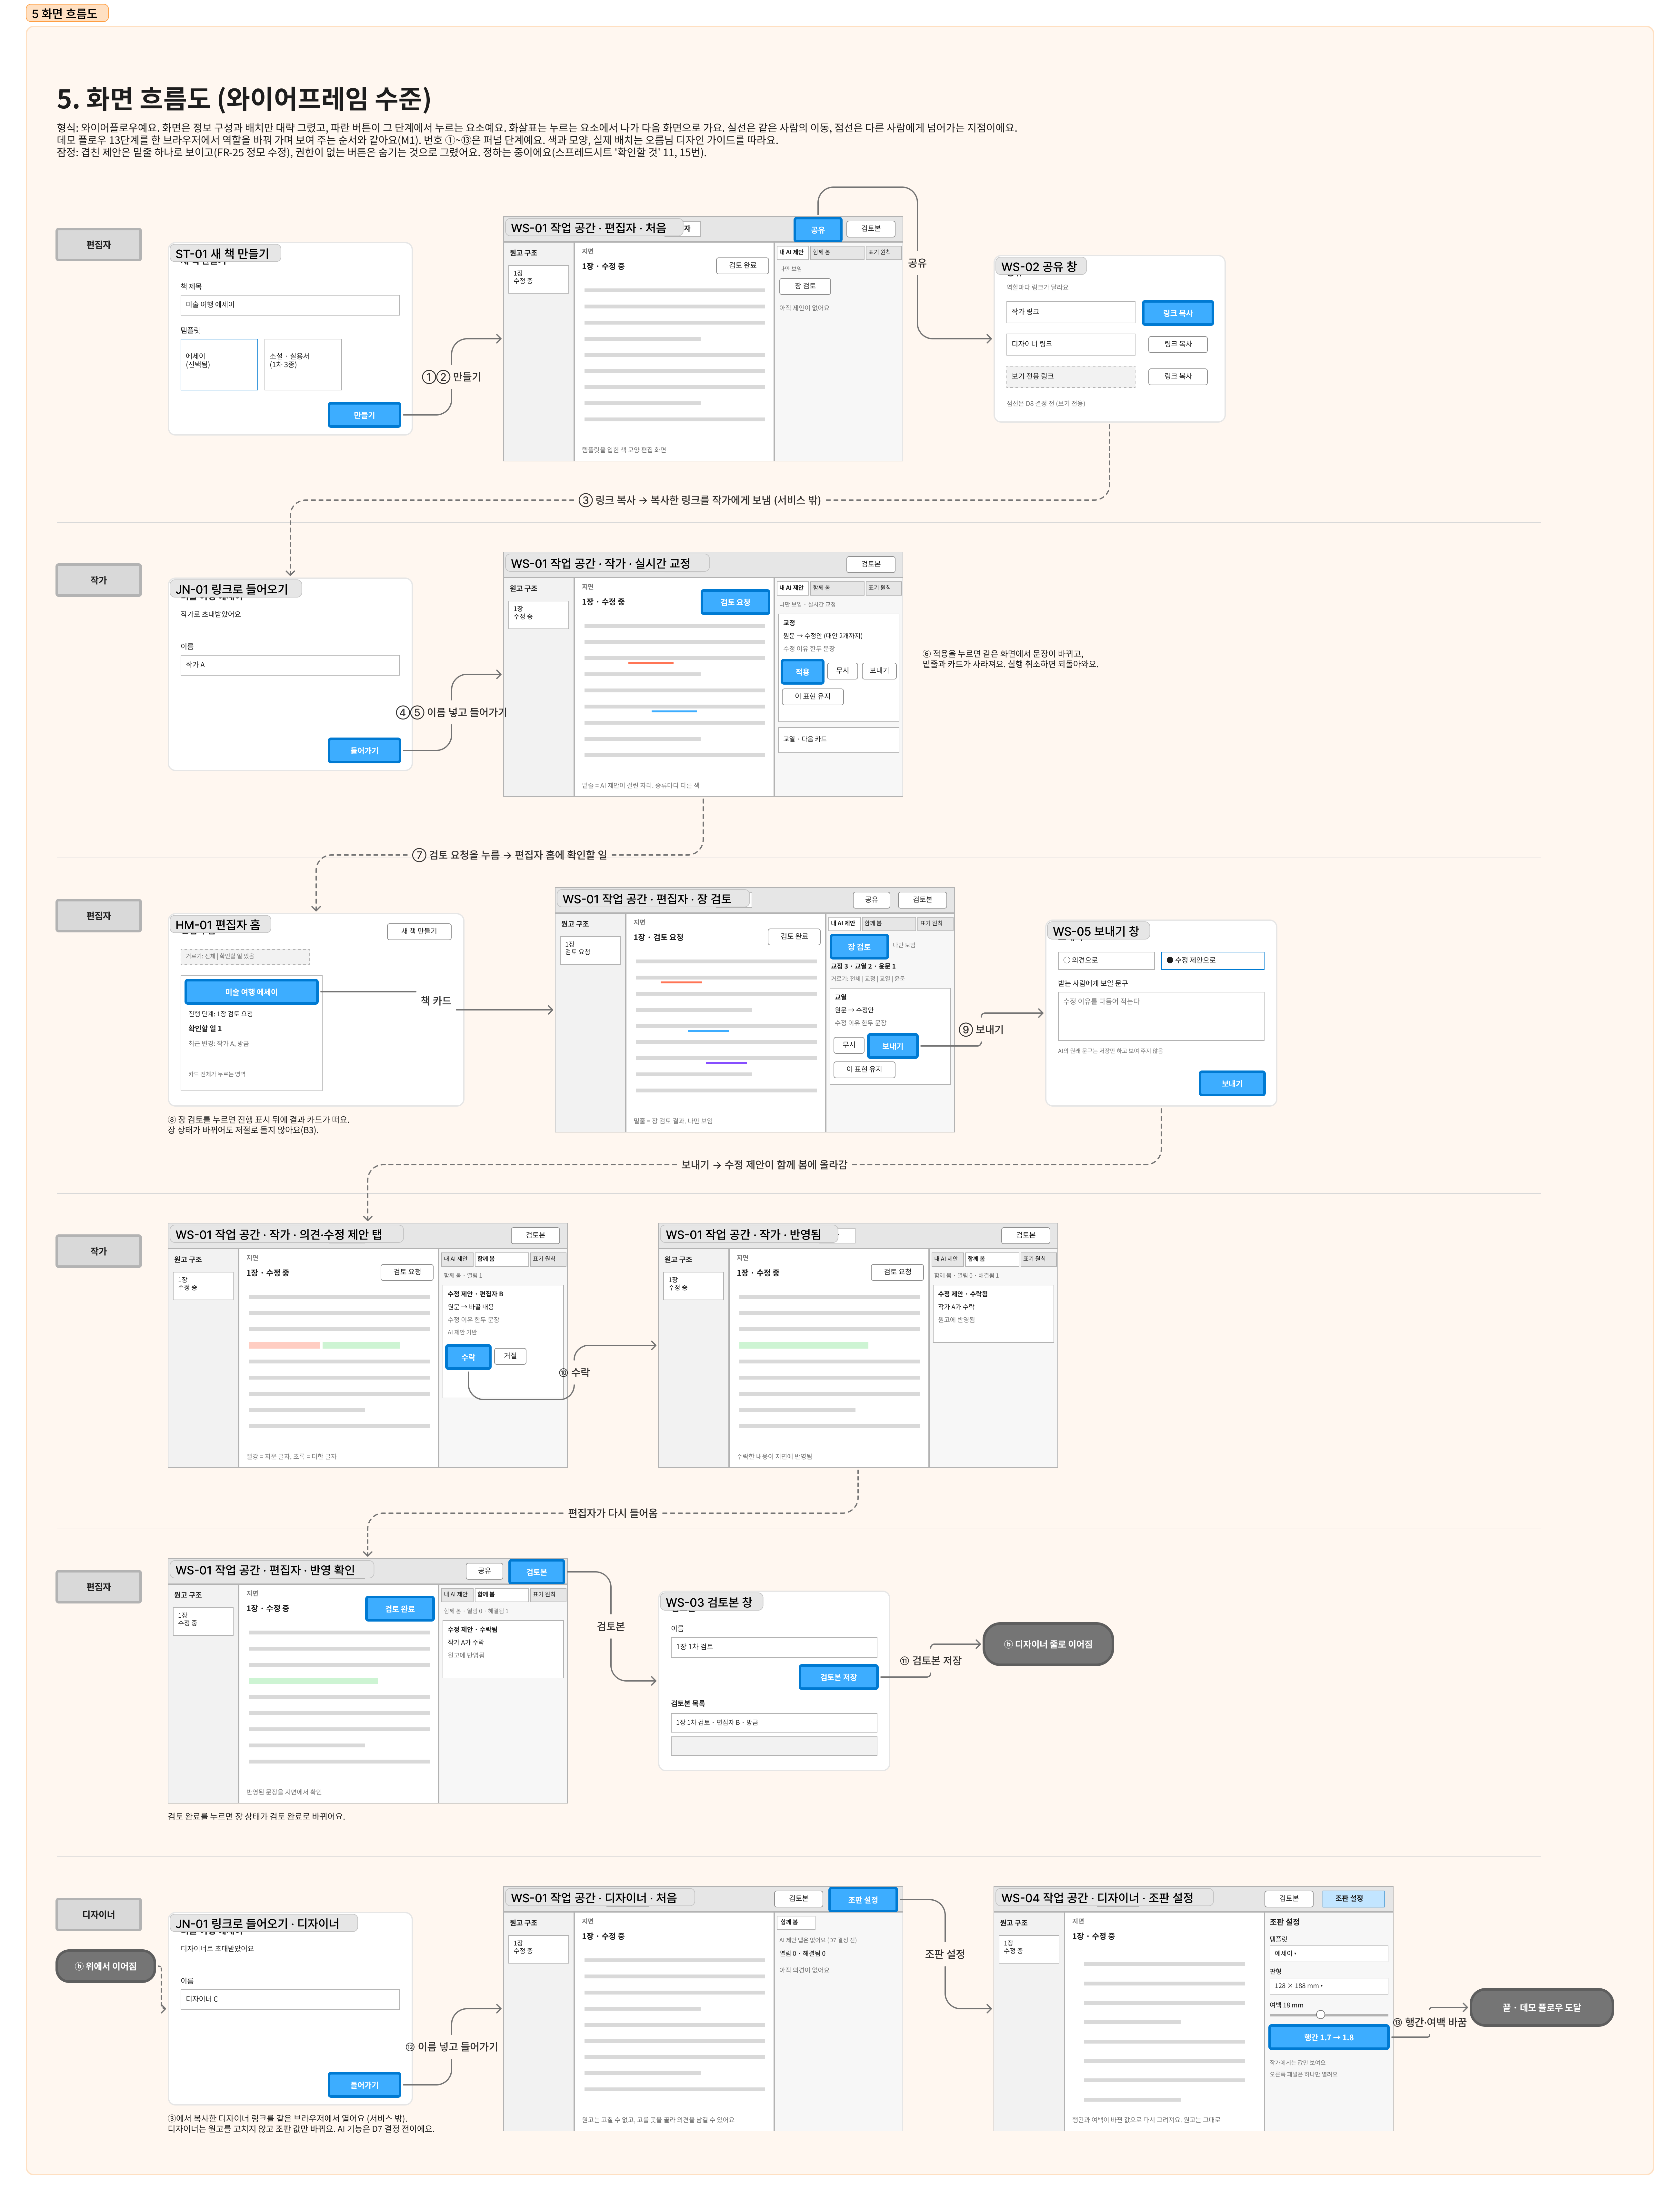 5 화면 흐름도
5. 화면 흐름도 (와이어프레임 수준)
형식: 와이어플로우예요. 화면은 정보 구성과 배치만 대략 그렸고, 파란 버튼이 그 단계에서 누르는 요소예요. 화살표는 누르는 요소에서 나가 다음 화면으로 가요. 실선은 같은 사람의 이동, 점선은 다른 사람에게 넘어가는 지점이에요.
데모 플로우 13단계를 한 브라우저에서 역할을 바꿔 가며 보여 주는 순서와 같아요(M1). 번호 ①~⑬은 퍼널 단계예요. 색과 모양, 실제 배치는 오름님 디자인 가이드를 따라요.
잠정: 겹친 제안은 밑줄 하나로 보이고(FR-25 정모 수정), 권한이 없는 버튼은 숨기는 것으로 그렸어요. 정하는 중이에요(스프레드시트 '확인할 것' 11, 15번).
편집자
ST-01 새 책 만들기
책 제목
미술 여행 에세이
템플릿
에세이
(선택됨)
소설 · 실용서
(1차 3종)
만들기
①② 만들기
WS-01 작업 공간 · 편집자 · 처음
자
공유
검토본
원고 구조
1장
수정 중
지면
1장 · 수정 중
검토 완료
템플릿을 입힌 책 모양 편집 화면
내 AI 제안
함께 봄
표기 원칙
나만 보임
장 검토
아직 제안이 없어요
공유
WS-02 공유 창
역할마다 링크가 달라요
작가 링크
링크 복사
디자이너 링크
링크 복사
보기 전용 링크
링크 복사
점선은 D8 결정 전 (보기 전용)
③ 링크 복사 → 복사한 링크를 작가에게 보냄 (서비스 밖)
작가
JN-01 링크로 들어오기
작가로 초대받았어요
이름
작가 A
들어가기
④⑤ 이름 넣고 들어가기
WS-01 작업 공간 · 작가 · 실시간 교정
검토본
원고 구조
1장
수정 중
지면
1장 · 수정 중
검토 요청
밑줄 = AI 제안이 걸린 자리. 종류마다 다른 색
내 AI 제안
함께 봄
표기 원칙
나만 보임 · 실시간 교정
교정
원문 → 수정안 (대안 2개까지)
수정 이유 한두 문장
적용
무시
보내기
이 표현 유지
교열 · 다음 카드
⑥ 적용을 누르면 같은 화면에서 문장이 바뀌고,
밑줄과 카드가 사라져요. 실행 취소하면 되돌아와요.
⑦ 검토 요청을 누름 → 편집자 홈에 확인할 일
편집자
HM-01 편집자 홈
새 책 만들기
거르기: 전체 | 확인할 일 있음
미술 여행 에세이
진행 단계: 1장 검토 요청
확인할 일 1
최근 변경: 작가 A, 방금
카드 전체가 누르는 영역
⑧ 장 검토를 누르면 진행 표시 뒤에 결과 카드가 떠요.
장 상태가 바뀌어도 저절로 돌지 않아요(B3).
책 카드
WS-01 작업 공간 · 편집자 · 장 검토
공유
검토본
원고 구조
1장
검토 요청
지면
1장 · 검토 요청
검토 완료
밑줄 = 장 검토 결과. 나만 보임
내 AI 제안
함께 봄
표기 원칙
장 검토
나만 보임
교정 3 · 교열 2 · 윤문 1
거르기: 전체 | 교정 | 교열 | 윤문
교열
원문 → 수정안
수정 이유 한두 문장
무시
보내기
이 표현 유지
⑨ 보내기
WS-05 보내기 창
○ 의견으로
● 수정 제안으로
받는 사람에게 보일 문구
수정 이유를 다듬어 적는다
AI의 원래 문구는 저장만 하고 보여 주지 않음
보내기
보내기 → 수정 제안이 함께 봄에 올라감
작가
WS-01 작업 공간 · 작가 · 의견·수정 제안 탭
검토본
원고 구조
1장
수정 중
지면
1장 · 수정 중
검토 요청
빨강 = 지운 글자, 초록 = 더한 글자
내 AI 제안
함께 봄
표기 원칙
함께 봄 · 열림 1
수정 제안 · 편집자 B
원문 → 바꿀 내용
수정 이유 한두 문장
AI 제안 기반
수락
거절
⑩ 수락
WS-01 작업 공간 · 작가 · 반영됨
검토본
원고 구조
1장
수정 중
지면
1장 · 수정 중
검토 요청
수락한 내용이 지면에 반영됨
내 AI 제안
함께 봄
표기 원칙
함께 봄 · 열림 0 · 해결됨 1
수정 제안 · 수락됨
작가 A가 수락
원고에 반영됨
편집자가 다시 들어옴
편집자
WS-01 작업 공간 · 편집자 · 반영 확인
공유
검토본
원고 구조
1장
수정 중
지면
1장 · 수정 중
검토 완료
반영된 문장을 지면에서 확인
내 AI 제안
함께 봄
표기 원칙
함께 봄 · 열림 0 · 해결됨 1
수정 제안 · 수락됨
작가 A가 수락
원고에 반영됨
검토 완료를 누르면 장 상태가 검토 완료로 바뀌어요.
검토본
WS-03 검토본 창
이름
1장 1차 검토
검토본 저장
검토본 목록
1장 1차 검토 · 편집자 B · 방금
⑪ 검토본 저장
ⓑ 디자이너 줄로 이어짐
디자이너
ⓑ 위에서 이어짐
JN-01 링크로 들어오기 · 디자이너
디자이너로 초대받았어요
이름
디자이너 C
들어가기
③에서 복사한 디자이너 링크를 같은 브라우저에서 열어요 (서비스 밖).
디자이너는 원고를 고치지 않고 조판 값만 바꿔요. AI 기능은 D7 결정 전이에요.
⑫ 이름 넣고 들어가기
WS-01 작업 공간 · 디자이너 · 처음
검토본
조판 설정
원고 구조
1장
수정 중
지면
1장 · 수정 중
원고는 고칠 수 없고, 고를 곳을 골라 의견을 남길 수 있어요
함께 봄
AI 제안 탭은 없어요 (D7 결정 전)
열림 0 · 해결됨 0
아직 의견이 없어요
조판 설정
WS-04 작업 공간 · 디자이너 · 조판 설정
검토본
조판 설정
원고 구조
1장
수정 중
지면
1장 · 수정 중
행간과 여백이 바뀐 값으로 다시 그려져요. 원고는 그대로
조판 설정
템플릿
에세이 ▾
판형
128 × 188 mm ▾
여백 18 mm
행간 1.7 → 1.8
작가에게는 값만 보여요
오른쪽 패널은 하나만 열려요
⑬ 행간·여백 바꿈
끝 · 데모 플로우 도달